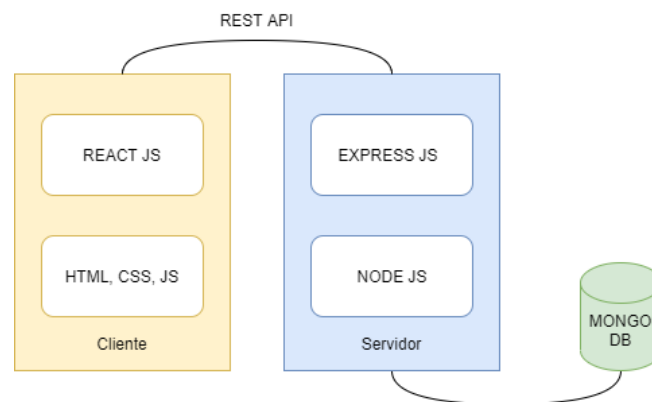 REST API
REACT JS
HTML, CSS, JS
Cliente
EXPRESS JS
NODE JS
Servidor
MONGO
DB